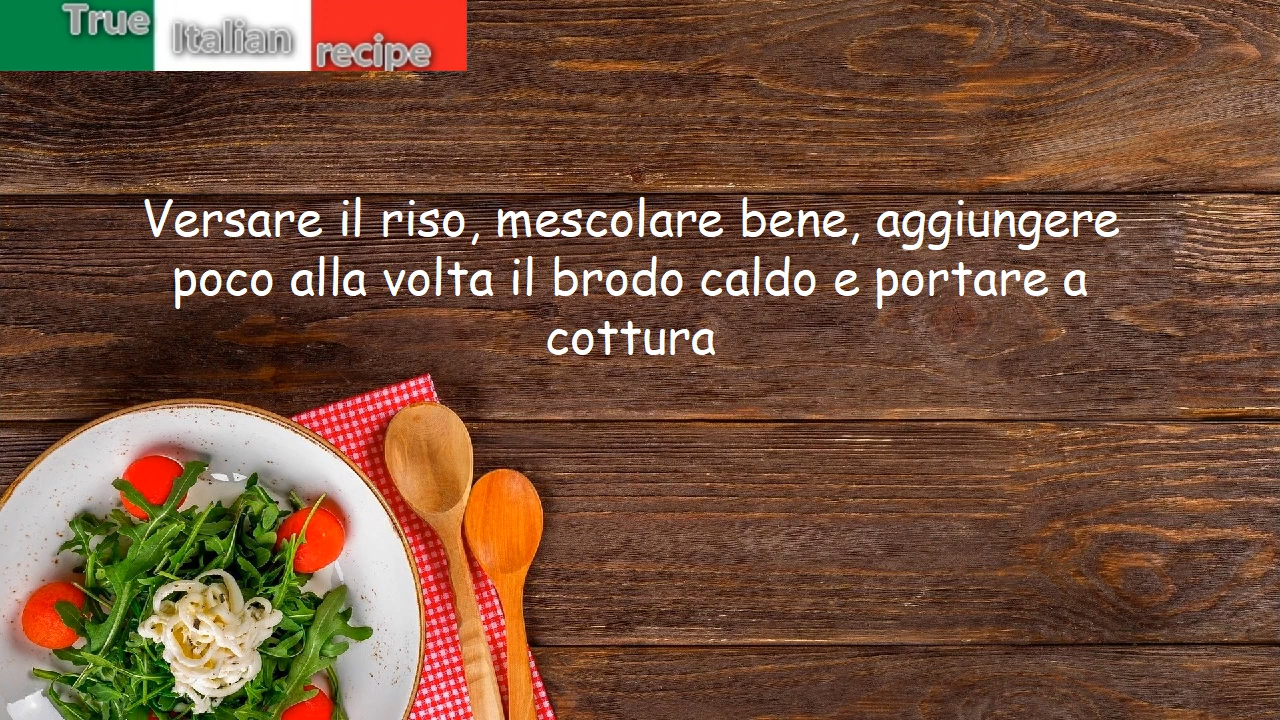 True Italian recipe
Versare il riso, mescolare bene, aggiungere
poco alla volta il brodo caldo e portare a
cottura